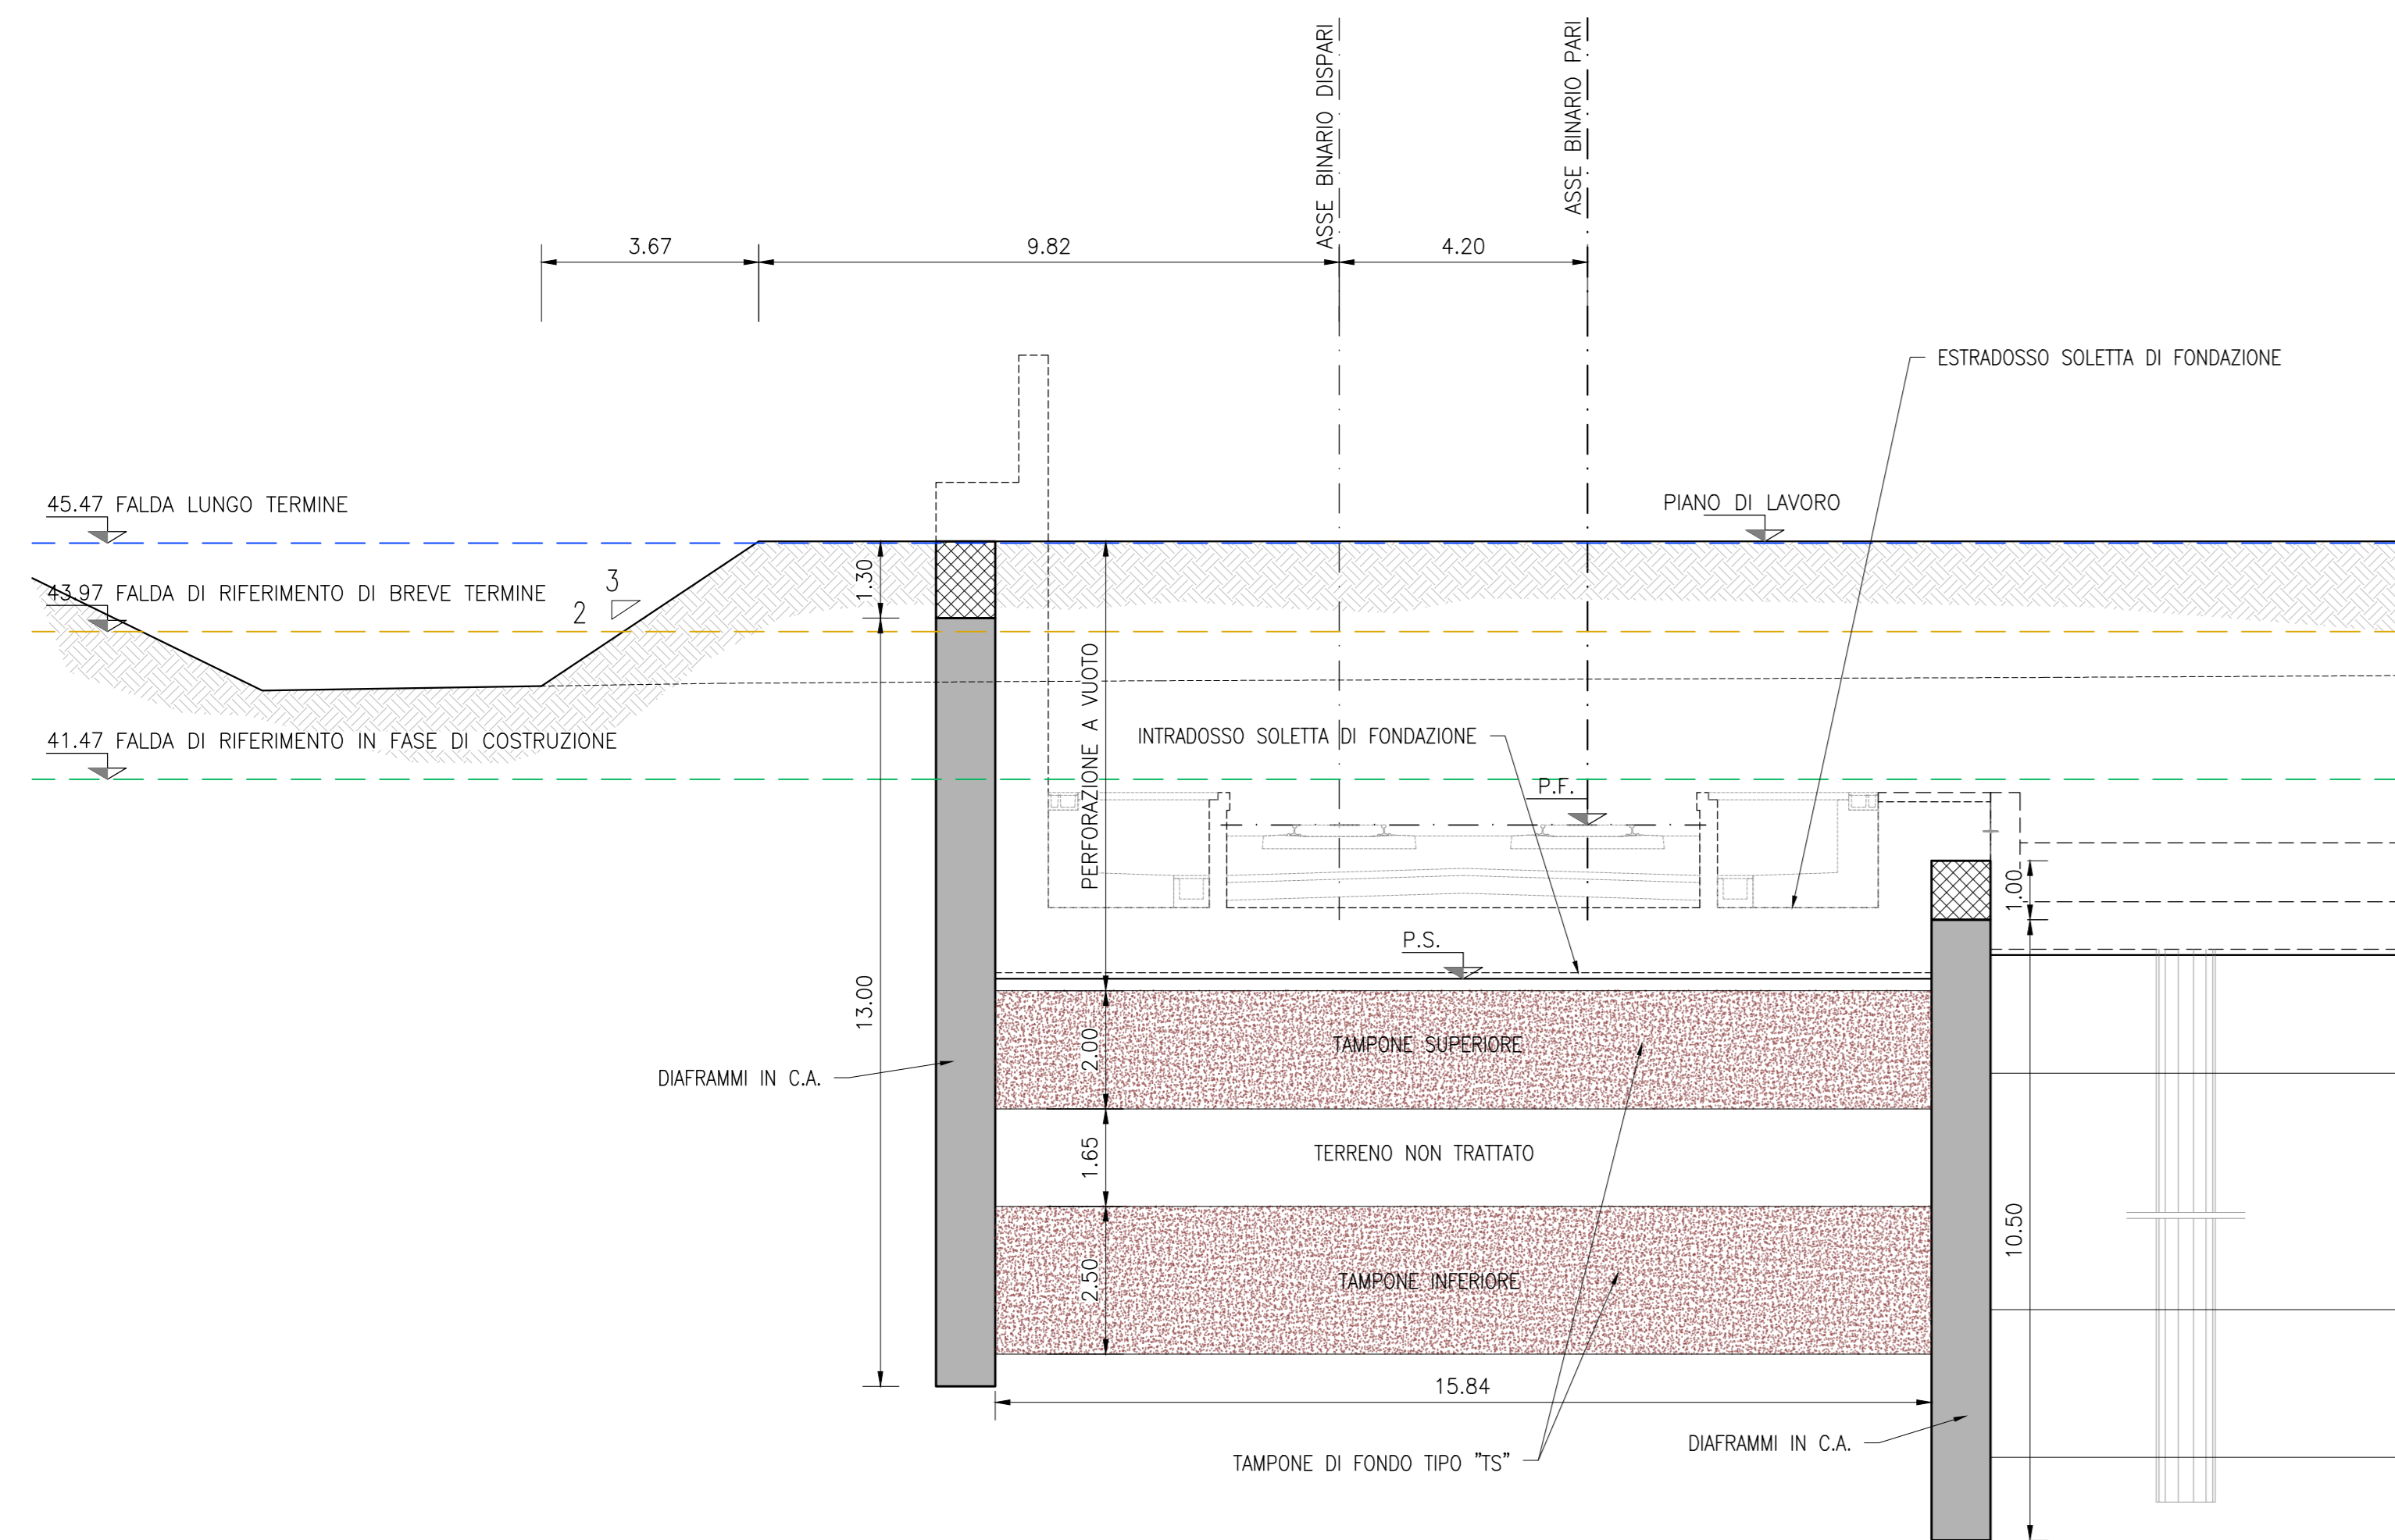 ASSE BINARIO DISPARI
ASSE BINARIO PARI
3.67
9.82
4.20
ESTRADOSSO SOLETTA DI FONDAZIONE
45.47 FALDA LUNGO TERMINE
PIANO DI LAVORO
43.97 FALDA DI RIFERIMENTO DI BREVE TERMINE
3
2
1.30
PERFORAZIONE A VUOTO
41.47 FALDA DI RIFERIMENTO IN FASE DI COSTRUZIONE
INTRADOSSO SOLETTA DI FONDAZIONE
P.F.
1.00
P.S.
13.00
2.00
TAMPONE SUPERIORE
DIAFRAMMI IN C.A.
1.65
TERRENO NON TRATTATO
10.50
2.50
TAMPONE INFERIORE
15.84
DIAFRAMMI IN C.A.
TAMPONE DI FONDO TIPO "TS"